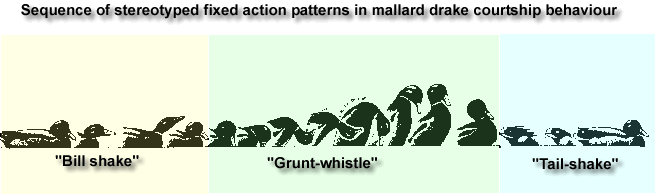 Sequence of stereotyped fixed action patterns in mallard drake courtship behaviour
"Bill shake"
"Grunt-whistle"
"Tail-shake"